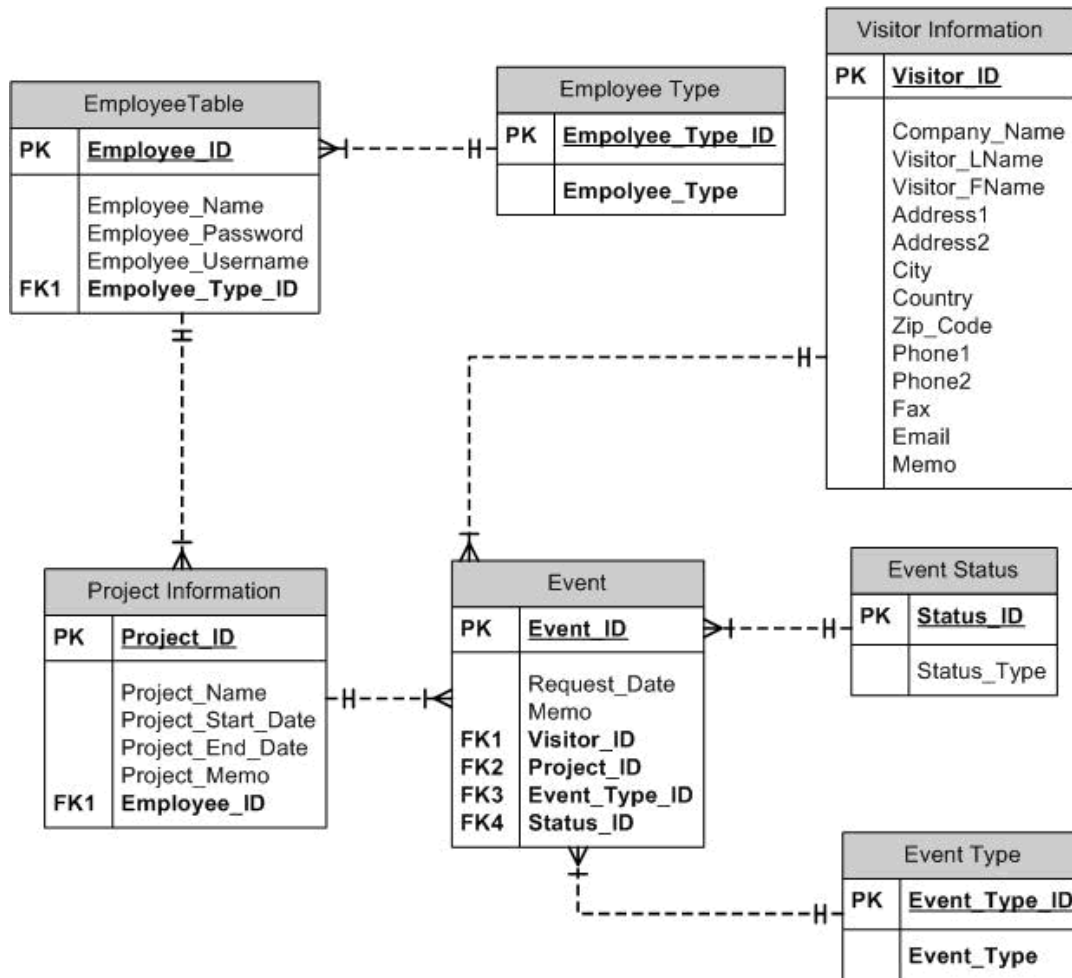 EmployeeTable
PK Employee_ID
Employee_Name
Employee_Password
Empolyee_Username
FK1 Empolyee_Type_ID
Employee Type
PK Empolyee_Type_ID
Empolyee_Type
Visitor Information
PK Visitor_ID
Company_Name
Visitor_LName
Visitor_FName
Address1
Address2
City
Country
Zip_Code
Phone1
Phone2
Fax
Email
Memo
Project Information
PK Project_ID
Project_Name
Project_Start_Date
Project_End_Date
Project_Memo
FK1 Employee_ID
Event
PK Event_ID
Request_Date
Memo
FK1 Visitor_ID
FK2 Project_ID
FK3 Event_Type_ID
FK4 Status_ID
Event Status
PK Status_ID
Status_Type
Event Type
PK Event_Type_ID
Event_Type